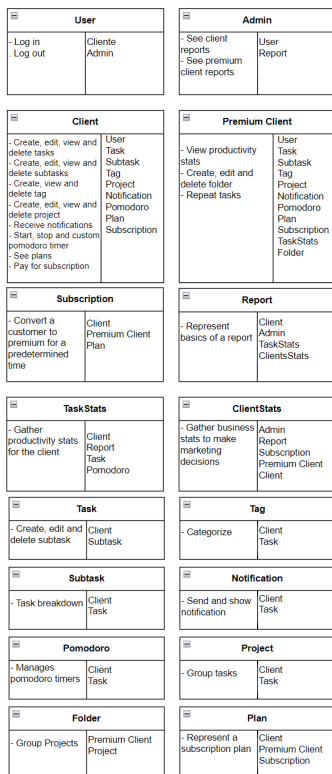 User
- Log in
. Log out
Cliente
Admin
Admin
- See client
reports
- See premium
client reports
User
Report
Client
- Create, edit, view and
delete tasks
- Create, edit, view and
delete subtasks
- Create, view and
delete tag
- Create, edit, view and
delete project
- Receive notifications
- Start, stop and custom
pomodoro timer
- See plans
- Pay for subscription
User
Task
Subtask
Tag
Project
Notification
Pomodoro
Plan
Subscription
Premium Client
- View productivity
stats
- Create, edit and
delete folder
- Repeat tasks
User
Task
Subtask
Tag
Project
Notification
Pomodoro
Plan
Subscription
TaskStats
Folder
Subscription
- Convert a
customer to
premium for a
predetermined
time
Client
Premium Client
Plan
Report
- Represent
basics of a report
Client
Admin
TaskStats
ClientsStats
TaskStats
- Gather
productivity stats
for the client
Client
Report
Task
Pomodoro
ClientStats
- Gather business
stats to make
marketing
decisions
Admin
Report
Subscription
Premium Client
Client
Task
- Create, edit and
delete subtask
Client
Subtask
Tag
- Categorize
Client
Task
Subtask
- Task breakdown
Client
Task
Notification
- Send and show
notification
Client
Task
Pomodoro
- Manages
pomodoro timers
Client
Task
Project
- Group tasks
Client
Task
Folder
- Group Projects
Premium Client
Project
Plan
- Represent a
subscription plan
Client
Premium Client
Subscription